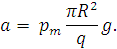 a = p_m \frac{\pi R^2}{q} g.